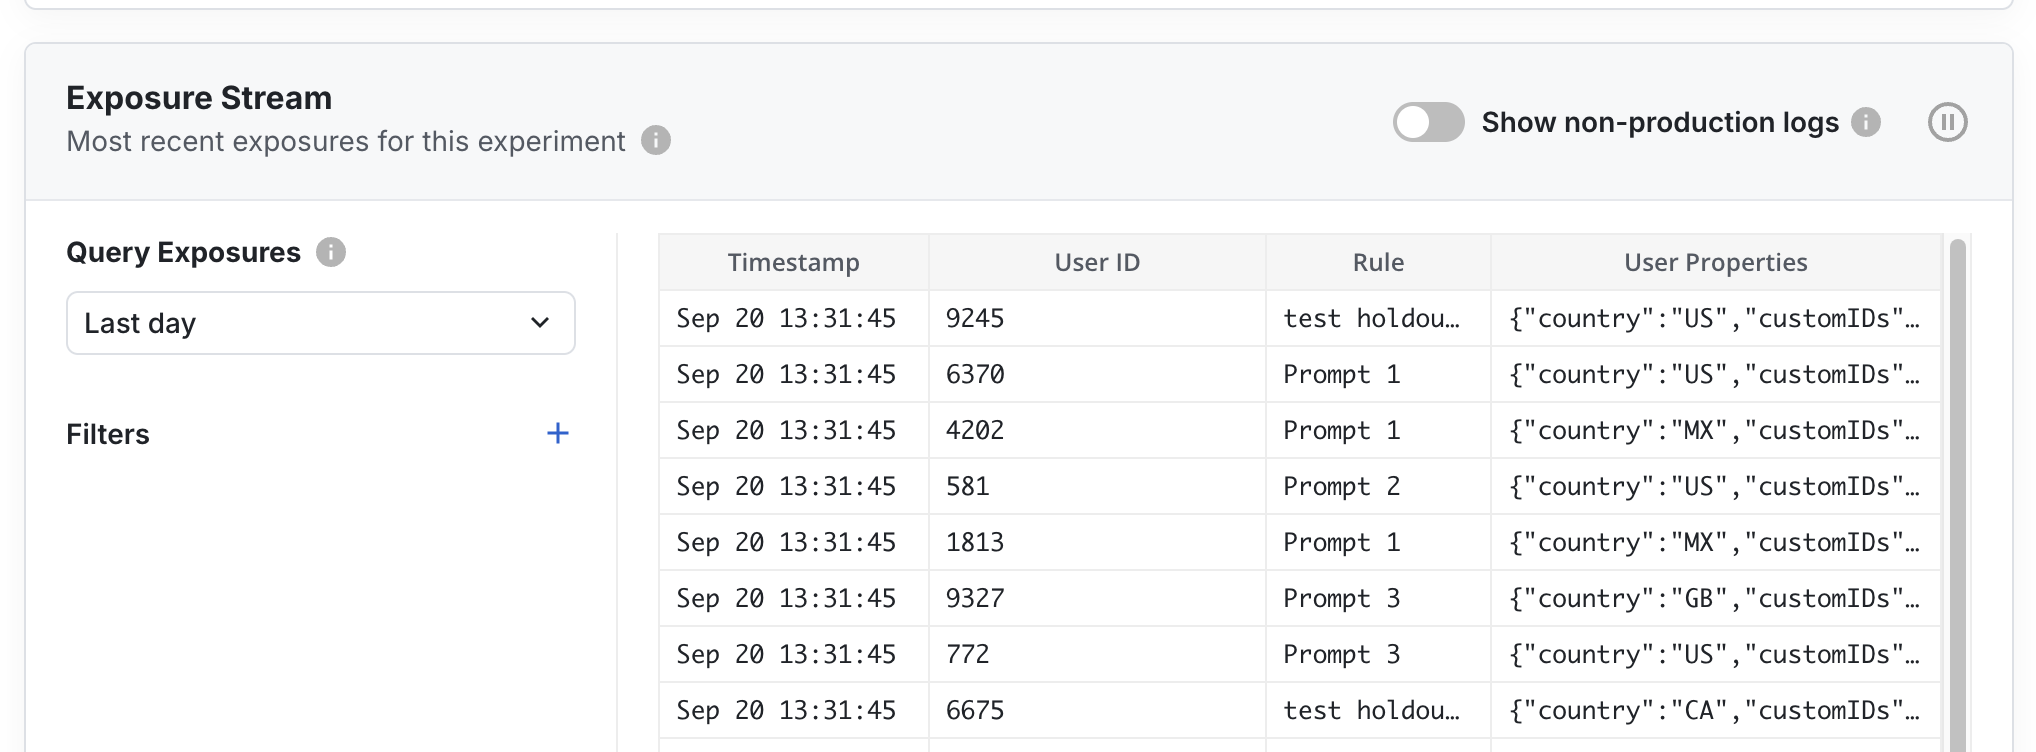 Exposure Stream
Most recent exposures for this experiment
Show non-production logs
Query Exposures
Last day
Filters
Timestamp User ID Rule User Properties
Sep 20 13:31:45 9245 test holdou… {"country":"US","customIDs"…
Sep 20 13:31:45 6370 Prompt 1 {"country":"US","customIDs"…
Sep 20 13:31:45 4202 Prompt 1 {"country":"MX","customIDs"…
Sep 20 13:31:45 581 Prompt 2 {"country":"US","customIDs"…
Sep 20 13:31:45 1813 Prompt 1 {"country":"MX","customIDs"…
Sep 20 13:31:45 9327 Prompt 3 {"country":"GB","customIDs"…
Sep 20 13:31:45 772 Prompt 3 {"country":"US","customIDs"…
Sep 20 13:31:45 6675 test holdou… {"country":"CA","customIDs"…